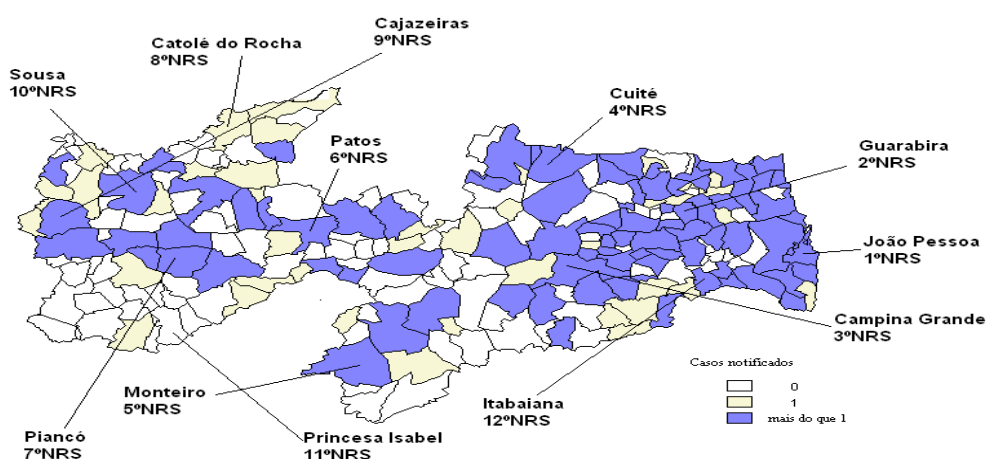 Cajazeiras
9ºNRS
Catolé do Rocha
8ºNRS
Sousa
10ºNRS
Cuité
4ºNRS
Patos
6ºNRS
Guarabira
2ºNRS
João Pessoa
1ºNRS
Campina Grande
3ºNRS
Casos notificados
0
1
mais do que 1
Monteiro
5ºNRS
Itabaiana
12ºNRS
Piancó
7ºNRS
Princesa Isabel
11ºNRS